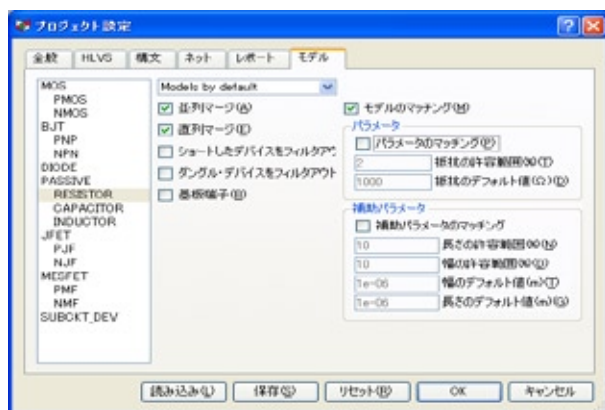 プロジェクト設定
全般 HLVS 構文 ネット レポート モデル
MOS
PMOS
NMOS
BJT
PNP
NPN
DIODE
PASSIVE
RESISTOR
CAPACITOR
INDUCTOR
JFET
PJF
NJF
MESFET
PMF
NMF
SUBCKT_DEV
Models by default
並列マージ(A)
直列マージ(E)
ショートしたデバイスをフィルタアウ
ダングル・デバイスをフィルタアウト
基板端子(B)
モデルのマッチング(M)
パラメータ
パラメータのマッチング(P)
2 抵抗の許容範囲(%)(T)
1000 抵抗のデフォルト値(Ω)(D)
補助パラメータ
補助パラメータのマッチング
10 長さの許容範囲(%)(N)
10 幅の許容範囲(%)(U)
1e-06 幅のデフォルト値(m)(T)
1e-06 長さのデフォルト値(m)(G)
読み込み(L) 保存(S) リセット(R) OK キャンセル